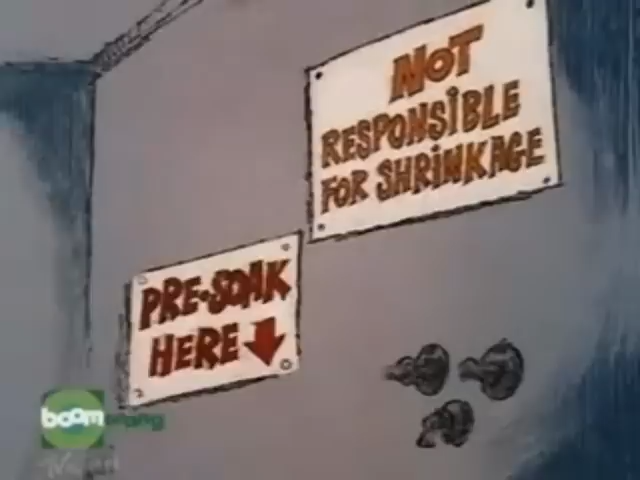 NOT
RESPONSIBLE
FOR SHRINKAGE
PRE-SOAK
HERE
boomerang